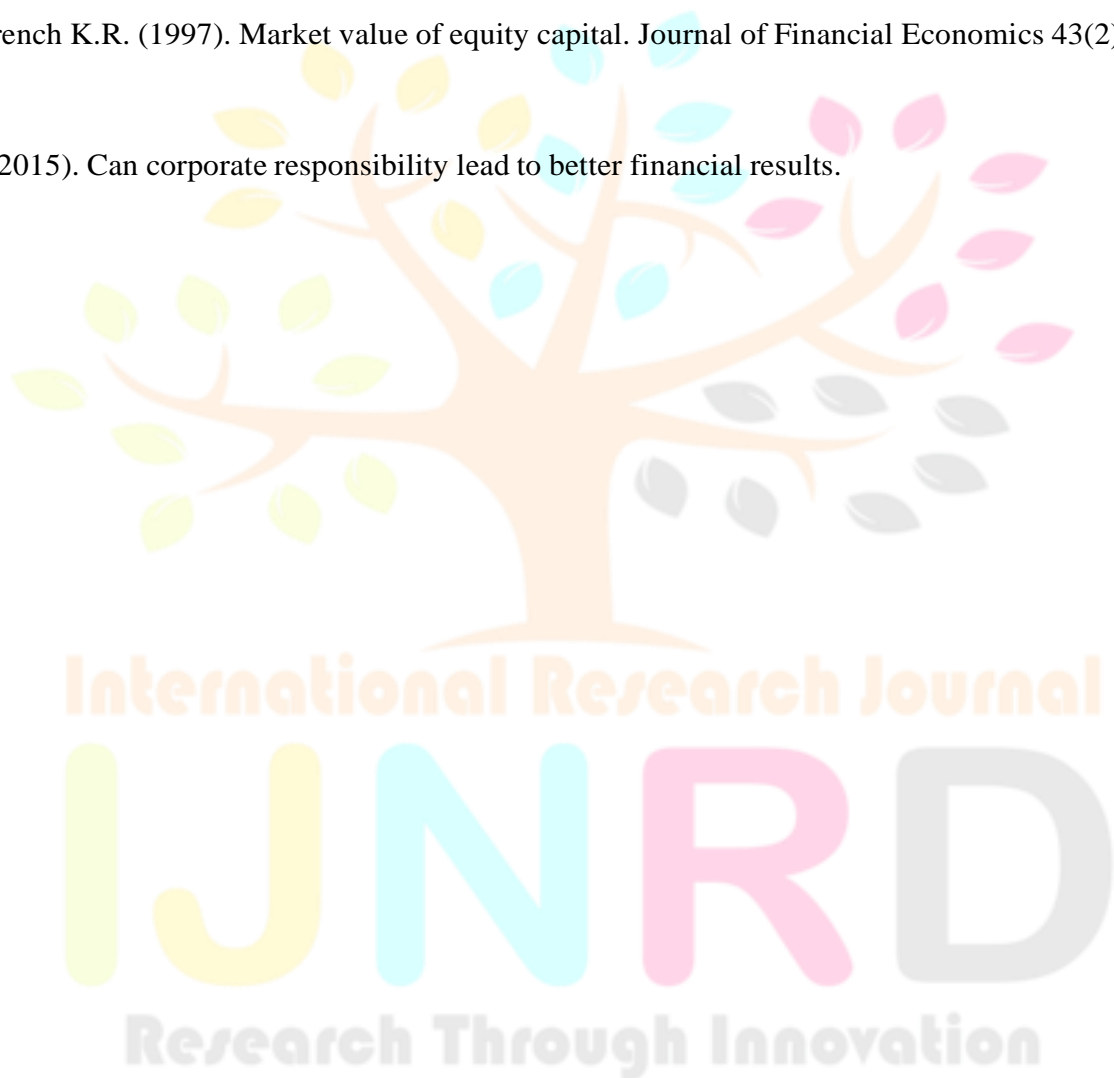 rench K.R. (1997). Market value of equity capital. Journal of Financial Economics 43(2)
2015). Can corporate responsibility lead to better financial results.
International Research Journal
IJNRD
Research Through Innovation